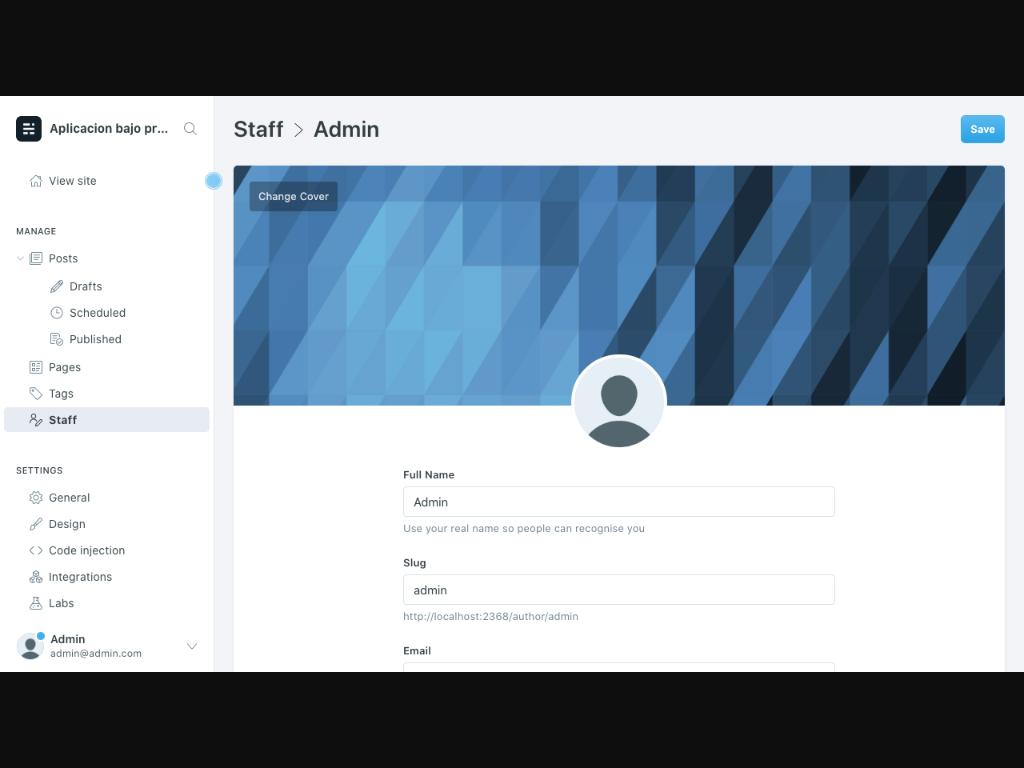 Aplicacion bajo pr...
View site
MANAGE
Posts
Drafts
Scheduled
Published
Pages
Tags
Staff
SETTINGS
General
Design
Code injection
Integrations
Labs
Admin
admin@admin.com
Staff > Admin
Save
Change Cover
Full Name
Admin
Use your real name so people can recognise you
Slug
admin
http://localhost:2368/author/admin
Email